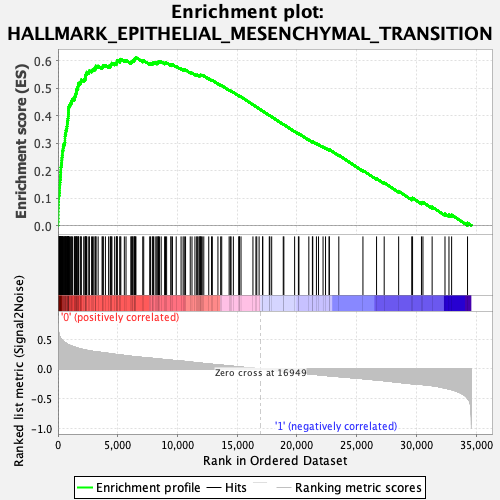 Enrichment plot:
HALLMARK_EPITHELIAL_MESENCHYMAL_TRANSITION
Enrichment score (ES)
0.6
0.5
0.4
0.3
0.2
0.1
0.0
'0' (positively correlated)
Ranked list metric (Signal2Noise)
0.5
0.0
-0.5
-1.0
Zero cross at 16949
'1' (negatively correlated)
0 5,000 10,000 15,000 20,000 25,000 30,000 35,000
Rank in Ordered Dataset
Enrichment profile Hits Ranking metric scores